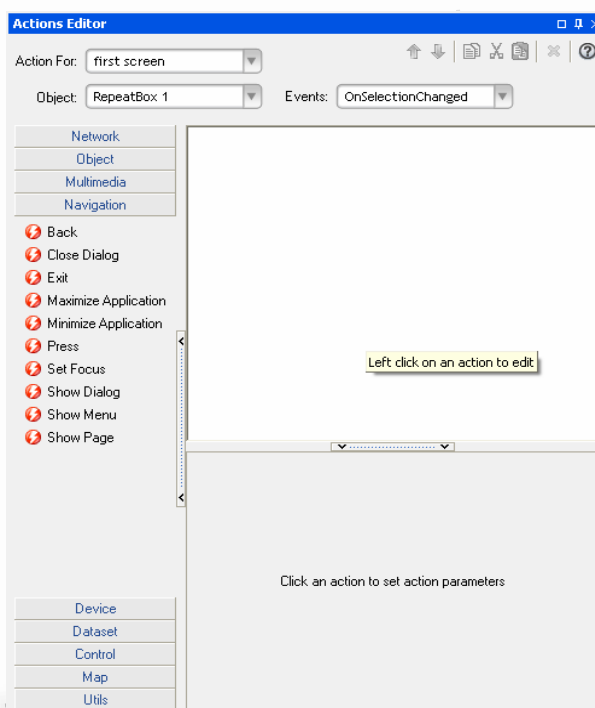 Actions Editor
Action For: first screen
Object: RepeatBox 1 Events: OnSelectionChanged
Network
Object
Multimedia
Navigation
Back
Close Dialog
Exit
Maximize Application
Minimize Application
Press
Set Focus
Show Dialog
Show Menu
Show Page
Left click on an action to edit
Click an action to set action parameters
Device
Dataset
Control
Map
Utils